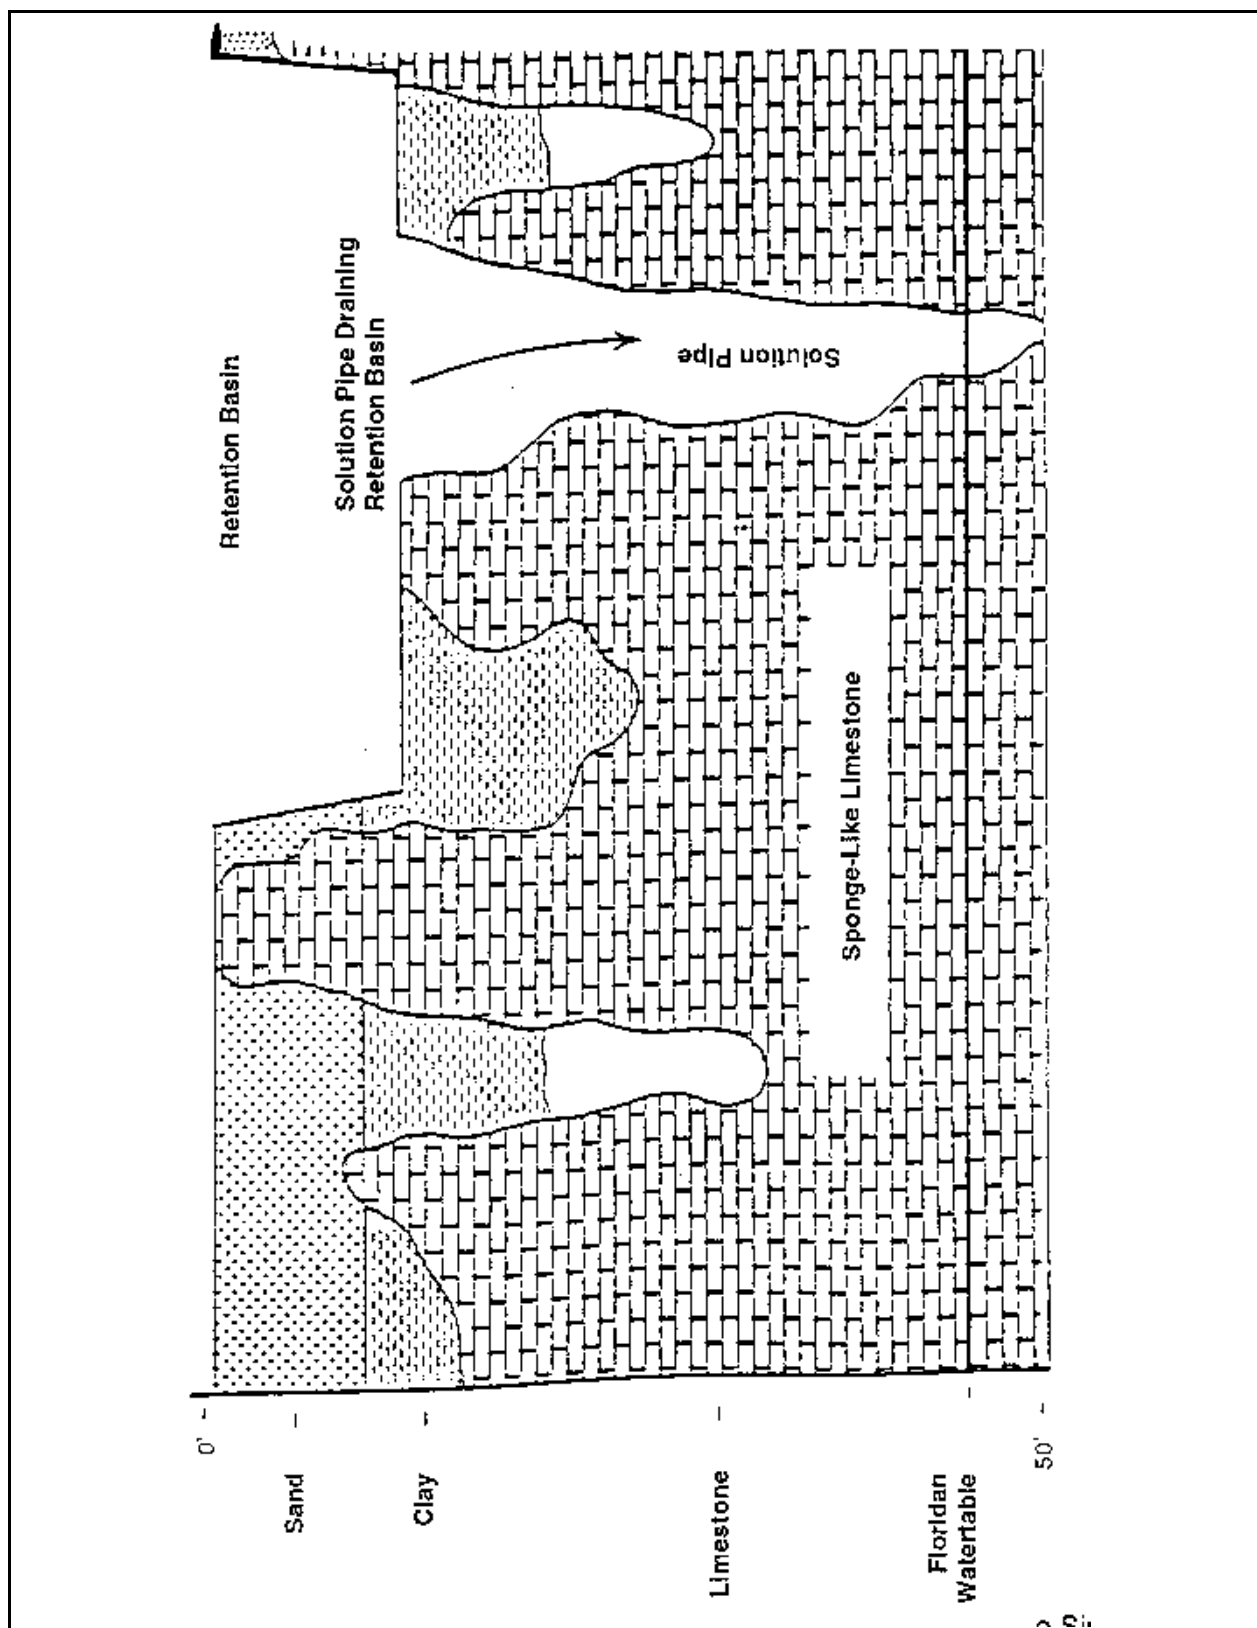 Retention Basin
Solution Pipe Draining
Retention Basin
Solution Pipe
Sponge-Like Limestone
0'
Sand
Clay
Limestone
Floridan
Watertable
50'